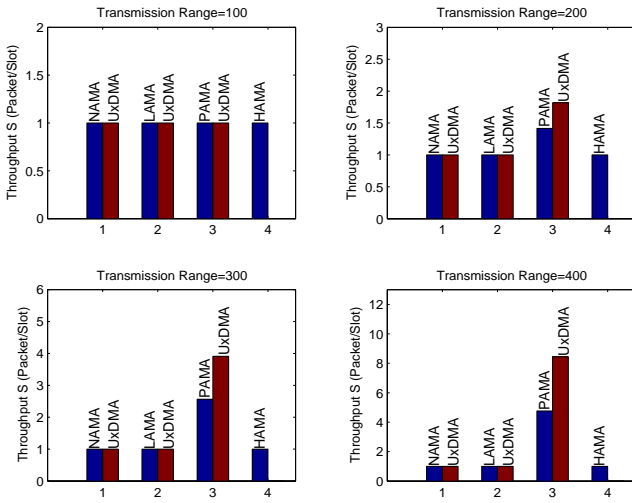 Transmission Range=100
Throughput S (Packet/Slot)
2
1.5
1
0.5
0
NAMA
UxDMA
LAMA
UxDMA
PAMA
UxDMA
HAMA
1 2 3 4
Transmission Range=200
Throughput S (Packet/Slot)
3
2.5
2
1.5
1
0.5
0
NAMA
UxDMA
LAMA
UxDMA
PAMA
UxDMA
HAMA
1 2 3 4
Transmission Range=300
Throughput S (Packet/Slot)
6
5
4
3
2
1
0
NAMA
UxDMA
LAMA
UxDMA
PAMA
UxDMA
HAMA
1 2 3 4
Transmission Range=400
Throughput S (Packet/Slot)
12
10
8
6
4
2
0
NAMA
UxDMA
LAMA
UxDMA
PAMA
UxDMA
HAMA
1 2 3 4